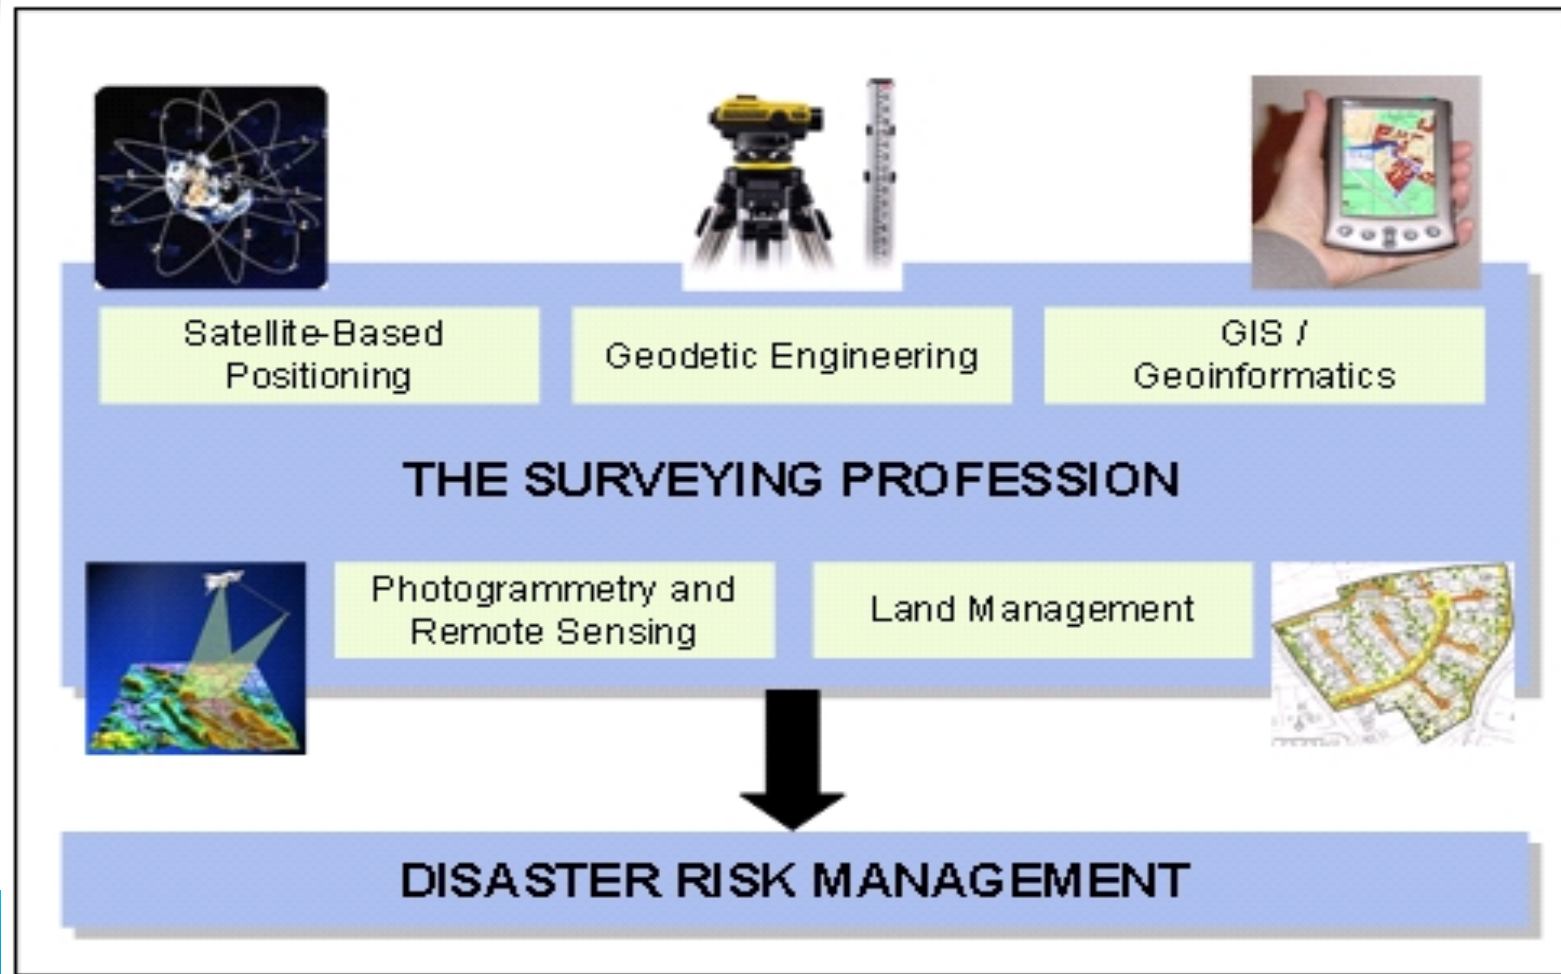 Satellite-Based
Positioning
Geodetic Engineering
GIS /
Geoinformatics
THE SURVEYING PROFESSION
Photogrammetry and
Remote Sensing
Land Management
DISASTER RISK MANAGEMENT